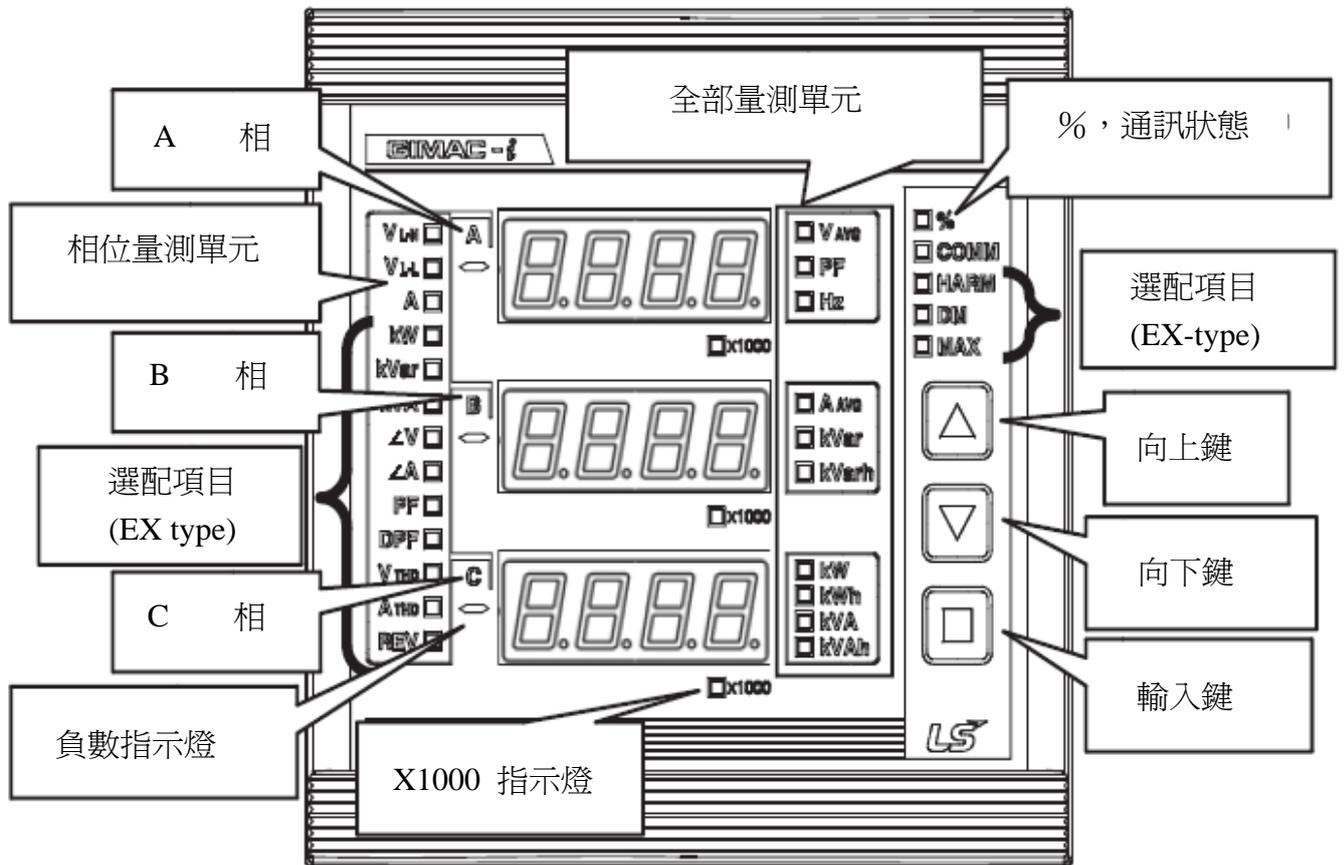 全部量測單元
%，通訊狀態
A 相
GIMAC-i
相位量測單元
V L-N
V L-L
A
kW
kVar
kVA
∠V
∠A
PF
DPF
V THD
A THD
REV
A
X1000
V AVG
PF
Hz
%
COMM
HARM
DM
MAX
選配項目
(EX-type)
B 相
B
X1000
A AVG
kVar
kVarh
向上鍵
選配項目
(EX type)
向下鍵
C 相
C
X1000
kW
kWh
kVA
kVAh
輸入鍵
負數指示燈
X1000 指示燈
LS